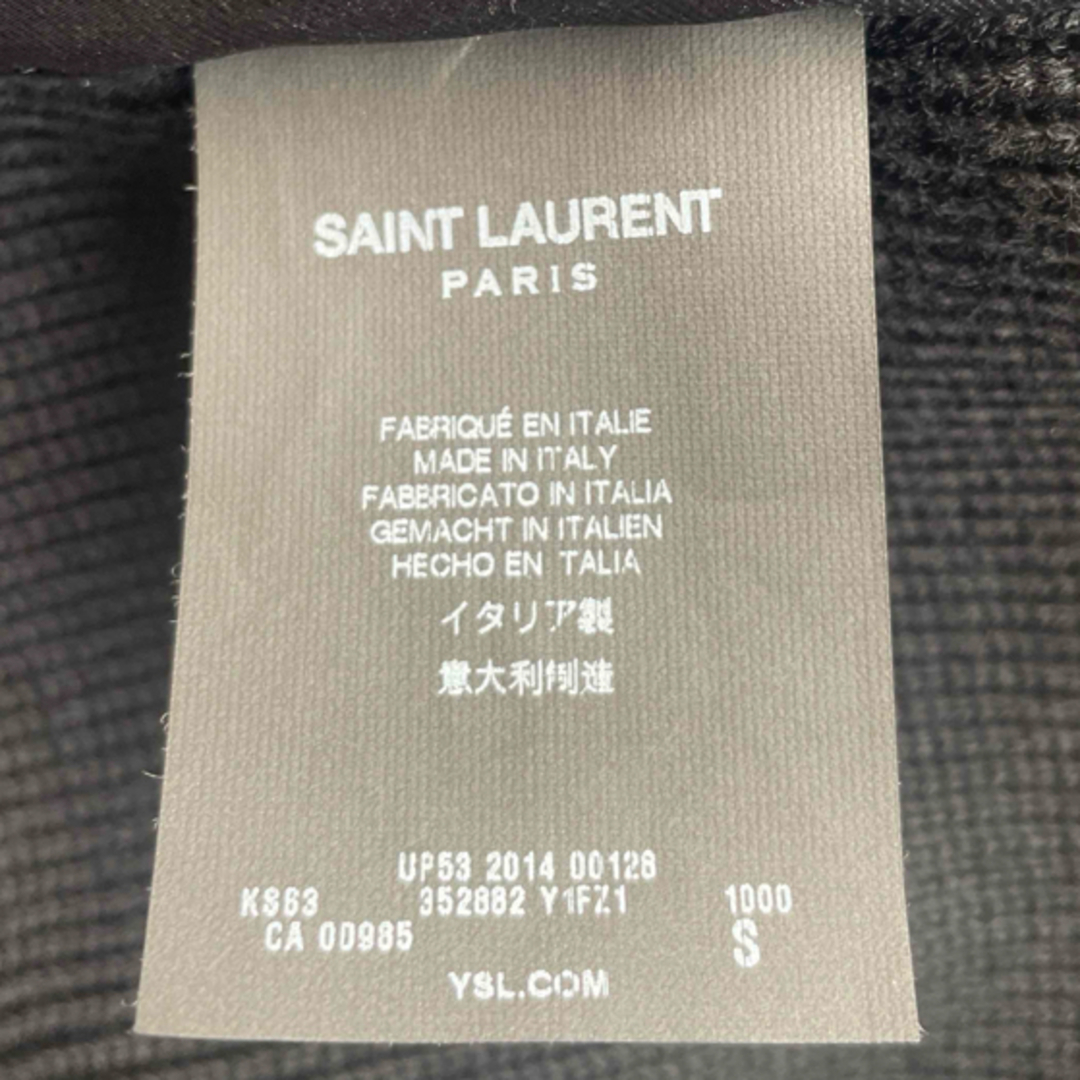 SAINT LAURENT
PARIS
FABRIQUÉ EN ITALIE
MADE IN ITALY
FABBRICATO IN ITALIA
GEMACHT IN ITALIEN
HECHO EN TALIA
イタリア製
意大利制造
UP53 2014 00128
KS63 352882 Y1FZ1 1000
CA 00985 S
YSL.COM